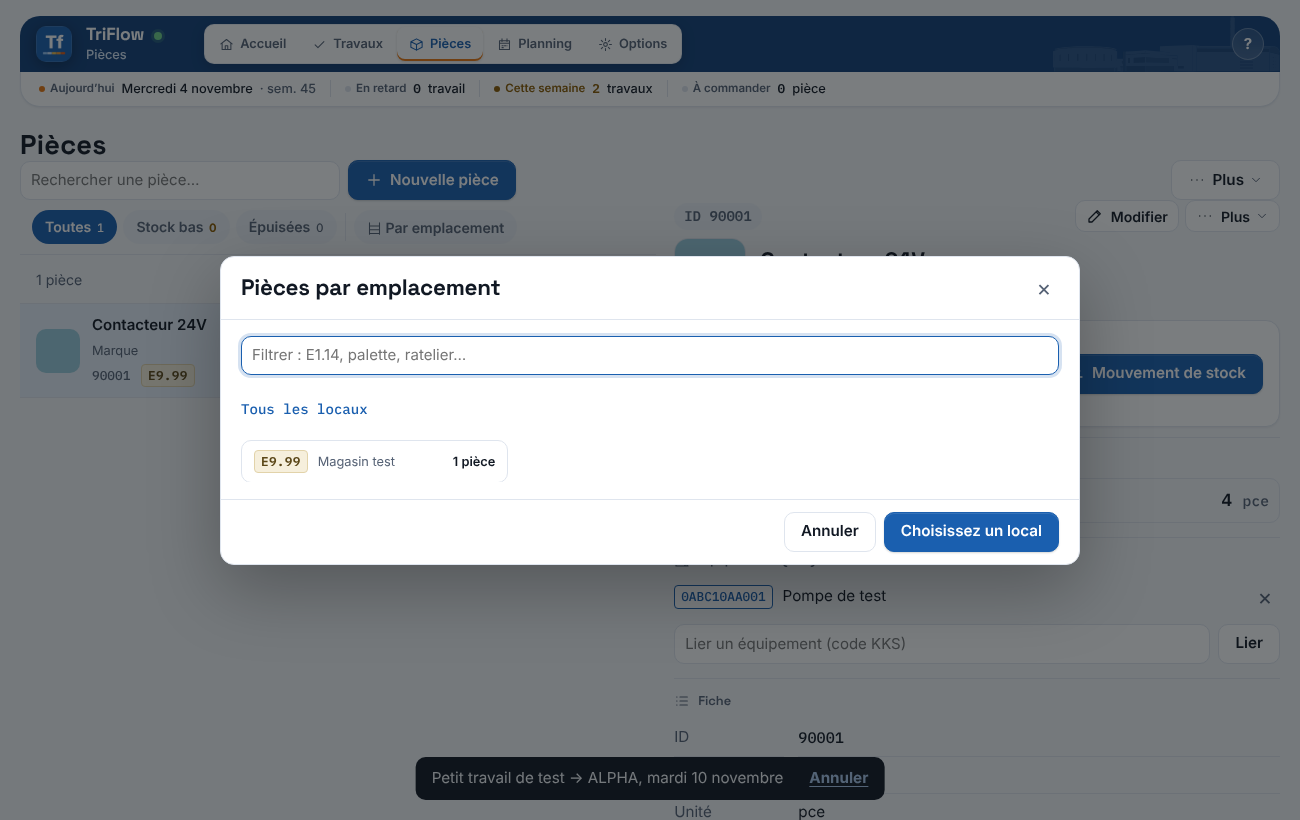 Tf
TriFlow
Pièces
Accueil
Travaux
Pièces
Planning
Options
?
Aujourd'hui Mercredi 4 novembre · sem. 45
En retard 0 travail
Cette semaine 2 travaux
À commander 0 pièce
Pièces
Rechercher une pièce...
+ Nouvelle pièce
··· Plus
Toutes 1
Stock bas 0
Épuisées 0
Par emplacement
ID 90001
Modifier
··· Plus
1 pièce
Contacteur 24V
Marque
90001 E9.99
Pièces par emplacement
×
Filtrer : E1.14, palette, ratelier...
Tous les locaux
E9.99 Magasin test 1 pièce
Annuler
Choisissez un local
Mouvement de stock
4 pce
0ABC10AA001 Pompe de test
×
Lier un équipement (code KKS)
Lier
Fiche
ID 90001
Petit travail de test → ALPHA, mardi 10 novembre Annuler
Unité pce